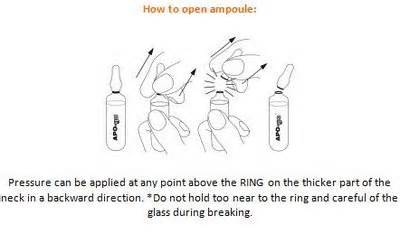 How to open ampoule:
Pressure can be applied at any point above the RING on the thicker part of the
neck in a backward direction. *Do not hold too near to the ring and careful of the
glass during breaking.